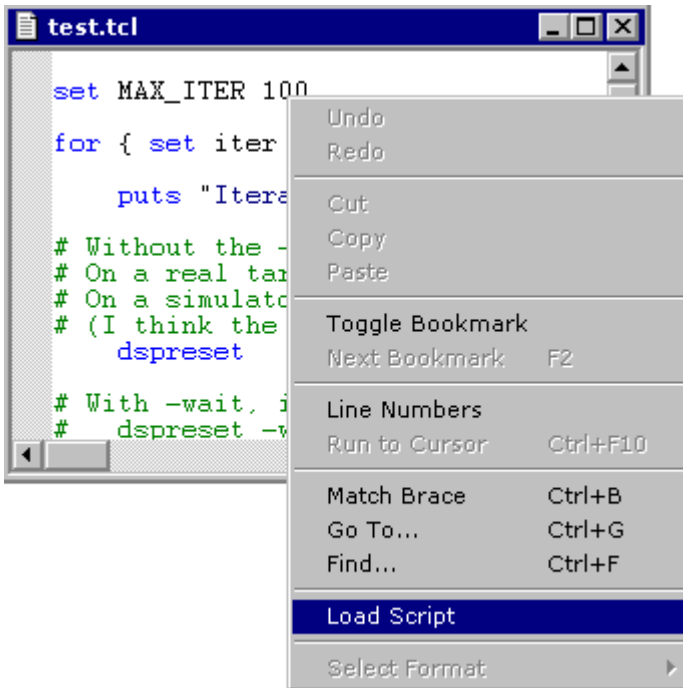 test.tcl
set MAX_ITER 100
for { set iter
puts "Itera
# Without the -
# On a real tar
# On a simulato
# (I think the
dspreset
# With -wait, i
# dspreset -w
Undo
Redo
Cut
Copy
Paste
Toggle Bookmark
Next Bookmark F2
Line Numbers
Run to Cursor Ctrl+F10
Match Brace Ctrl+B
Go To... Ctrl+G
Find... Ctrl+F
Load Script
Select Format